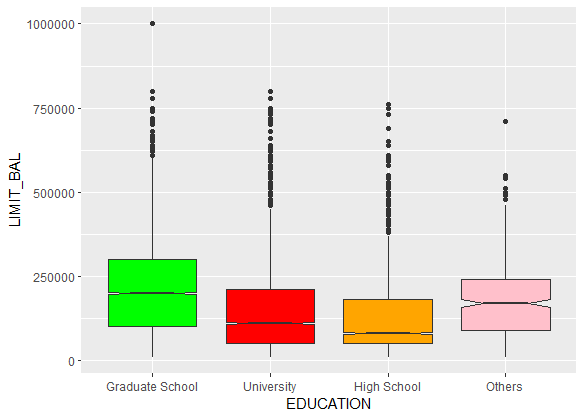 1000000
750000
500000
250000
0
LIMIT_BAL
Graduate School University High School Others
EDUCATION